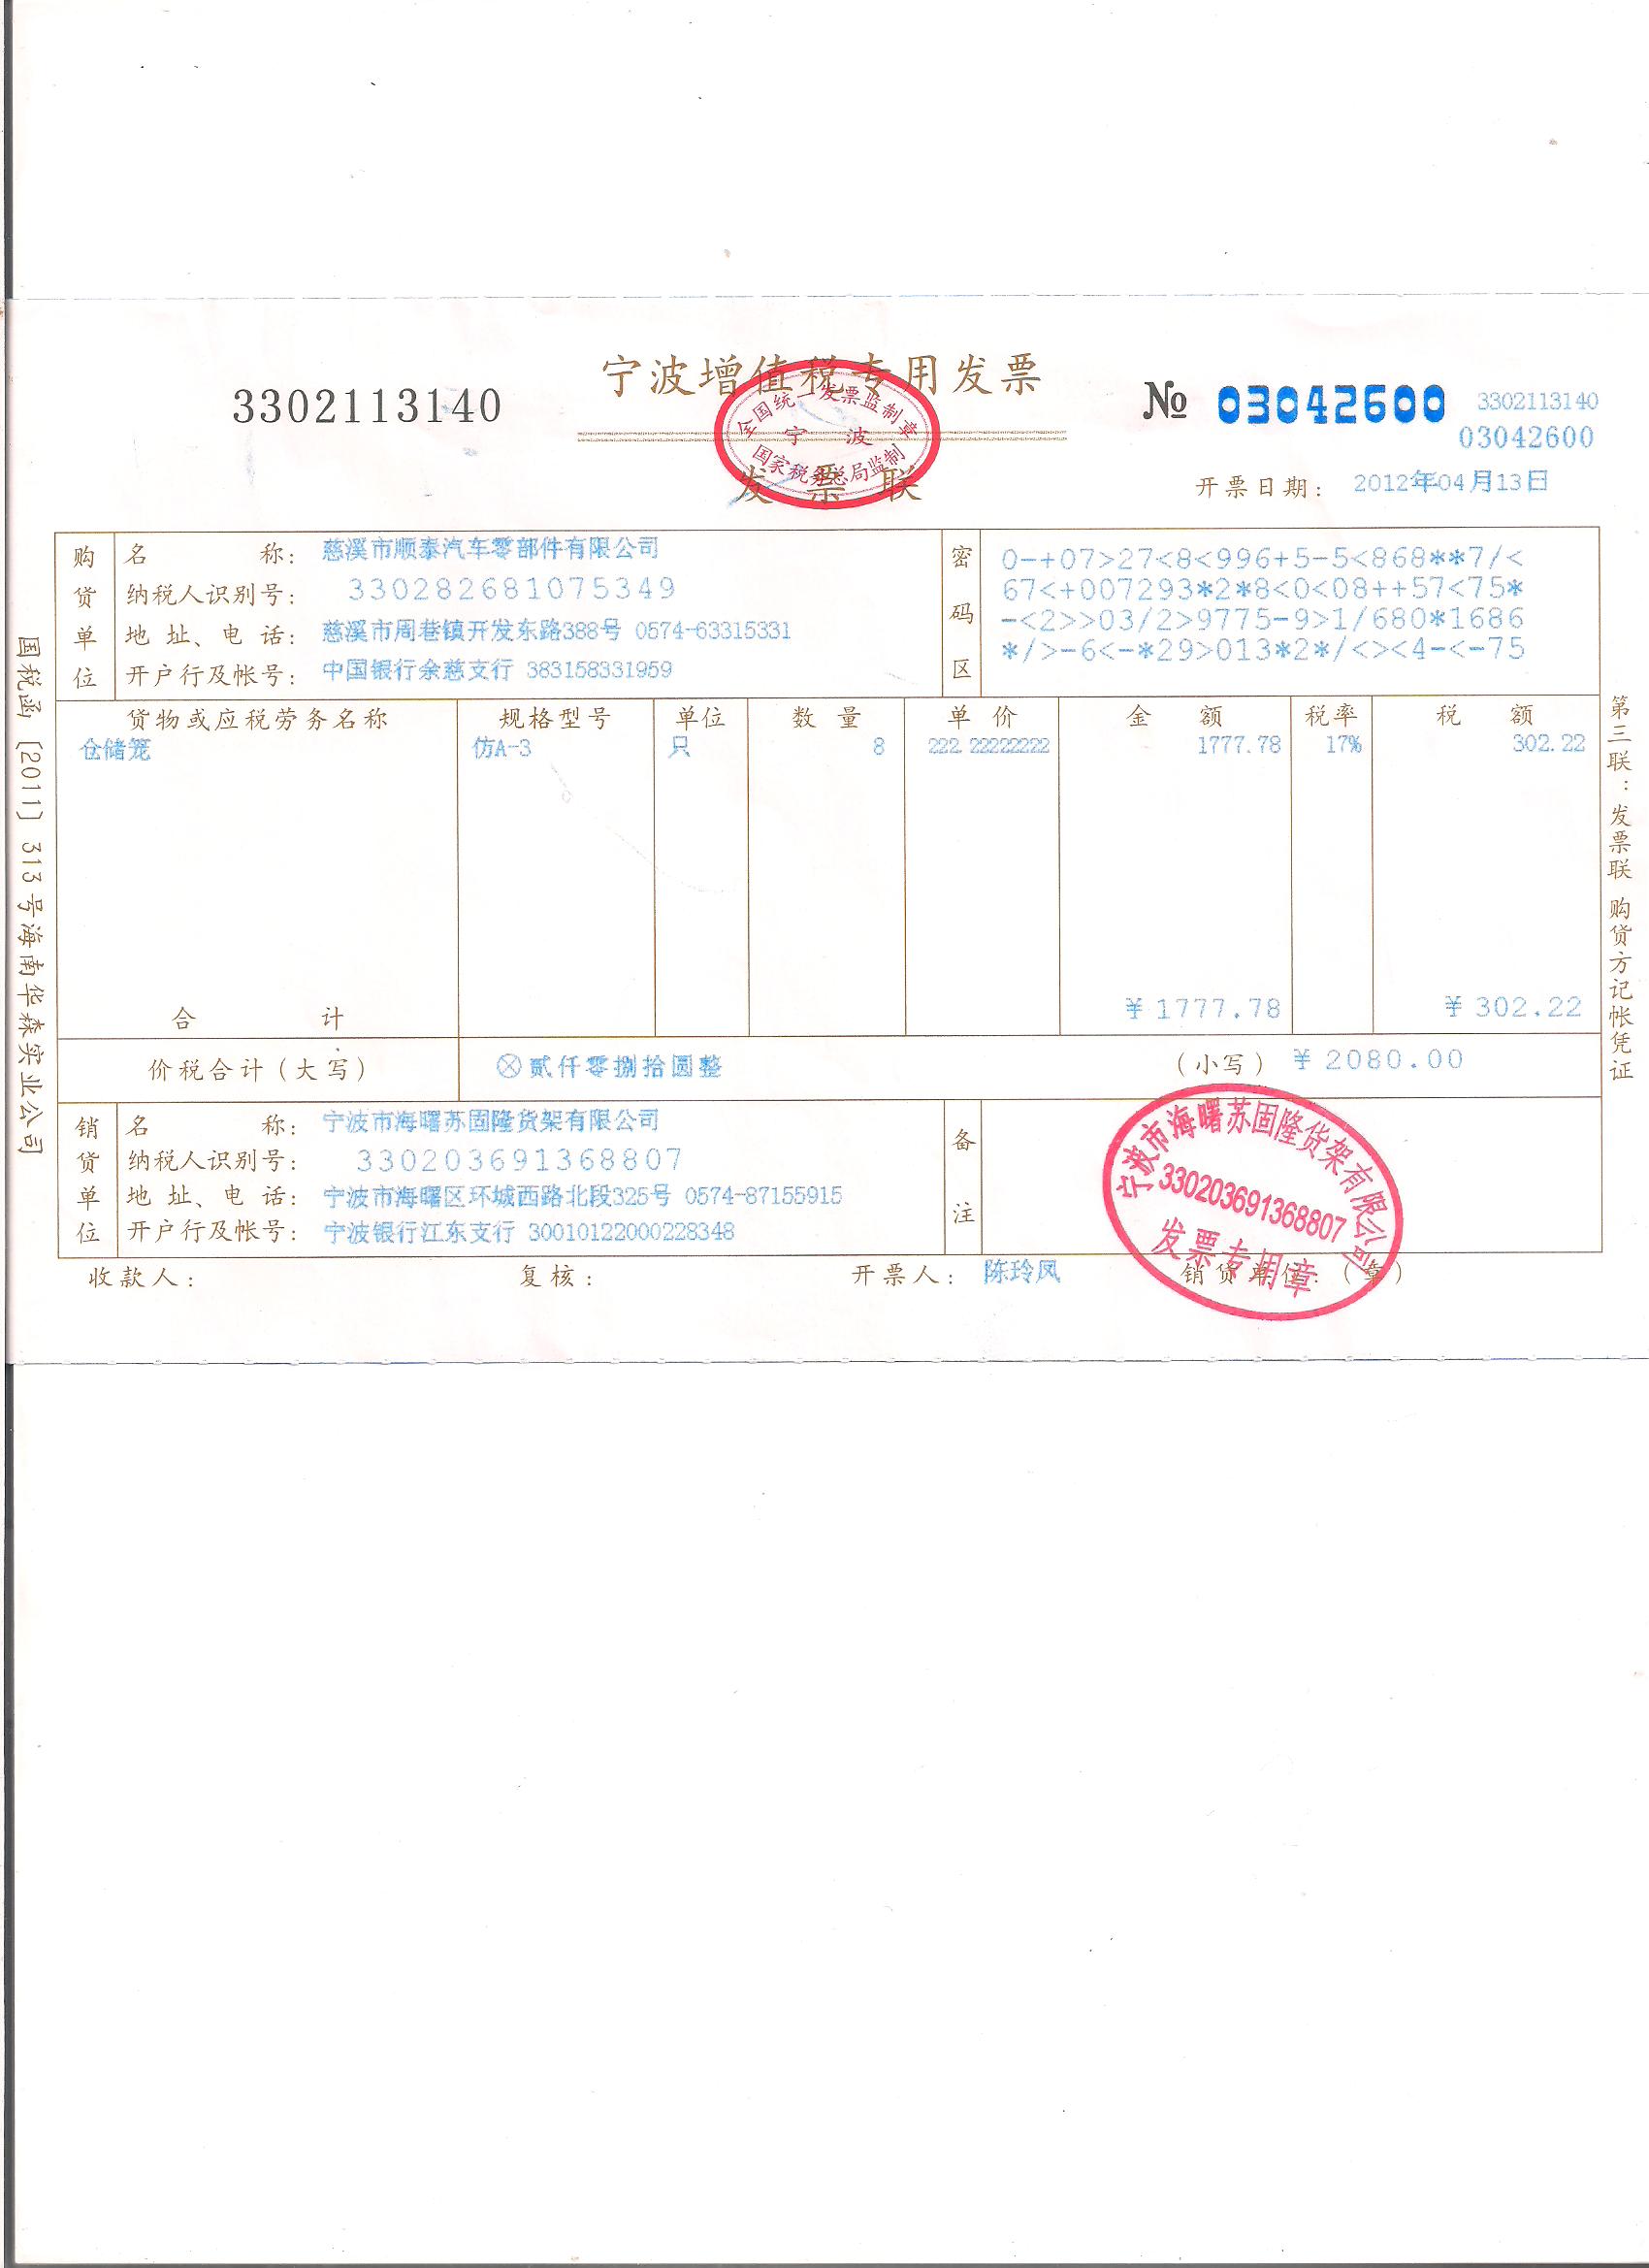 宁波增值税专用发票
3302113140
№ 03042600
3302113140
03042600
全国统一发票监制章
宁 波
国家税务总局监制
发 票 联
开票日期: 2012年04月13日
购货单位
名 称: 慈溪市顺泰汽车零部件有限公司
纳税人识别号: 330282681075349
地 址、电 话: 慈溪市周巷镇开发东路388号 0574-63315331
开户行及帐号: 中国银行余慈支行 383158331959
密码区
0-+07>27<8<996+5-5<868**7/<
67<+007293*2*8<0<08++57<75*
-<2>>03/2>9775-9>1/680*1686
*/>-6<-*29>013*2*/<><4-<-75
货物或应税劳务名称 规格型号 单位 数 量 单 价 金 额 税率 税 额
仓储笼 仿A-3 只 8 222.22222222 1777.78 17% 302.22
合 计 ¥1777.78 ¥302.22
价税合计(大写) ⊗贰仟零捌拾圆整 (小写) ¥2080.00
销货单位
名 称: 宁波市海曙苏固隆货架有限公司
纳税人识别号: 330203691368807
地 址、电 话: 宁波市海曙区环城西路北段325号 0574-87155915
开户行及帐号: 宁波银行江东支行 30010122000228348
备注
宁波市海曙苏固隆货架有限公司
330203691368807
发票专用章
收款人: 复核: 开票人: 陈玲凤 销货单位:(章)
国税函〔2011〕313号海南华森实业公司
第三联:发票联 购货方记帐凭证